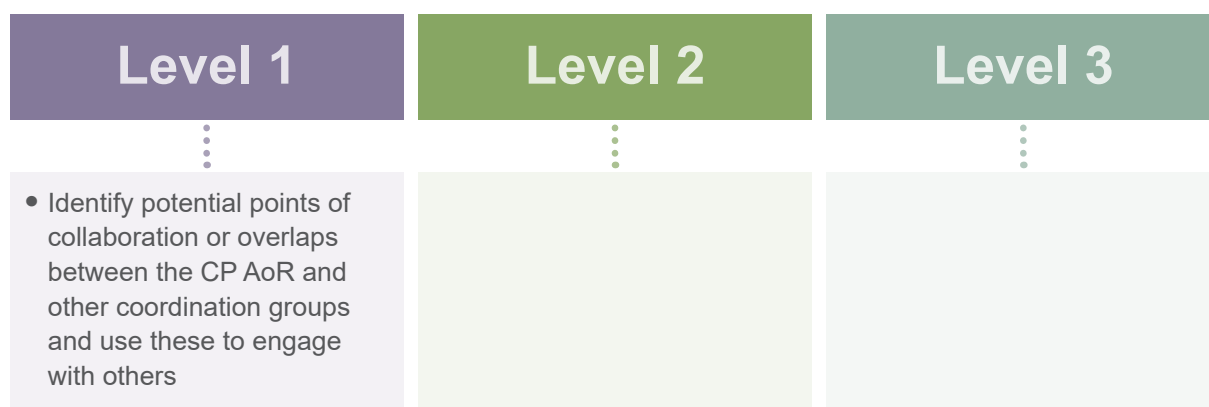 Level 1
Level 2
Level 3
• Identify potential points of
collaboration or overlaps
between the CP AoR and
other coordination groups
and use these to engage
with others